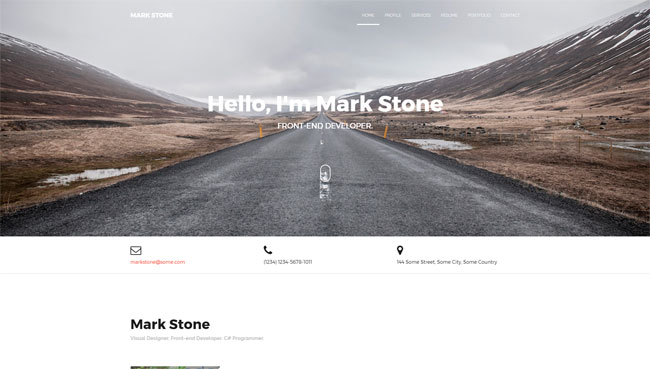 MARK STONE
HOME PROFILE SERVICES RESUME PORTFOLIO CONTACT
Hello, I'm Mark Stone
FRONT-END DEVELOPER.
markstone@some.com (1234) 1234-5678-1011 144 Some Street, Some City, Some Country
Mark Stone
Visual Designer Front-end Developer C# Programmer